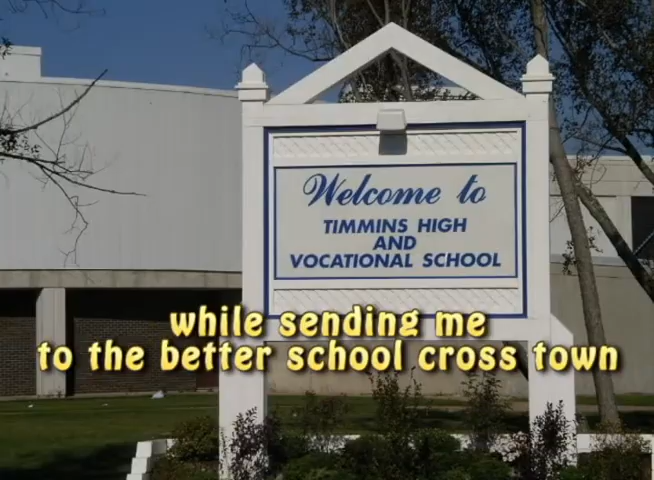 Welcome to
TIMMINS HIGH
AND
VOCATIONAL SCHOOL
while sending me
to the better school cross town